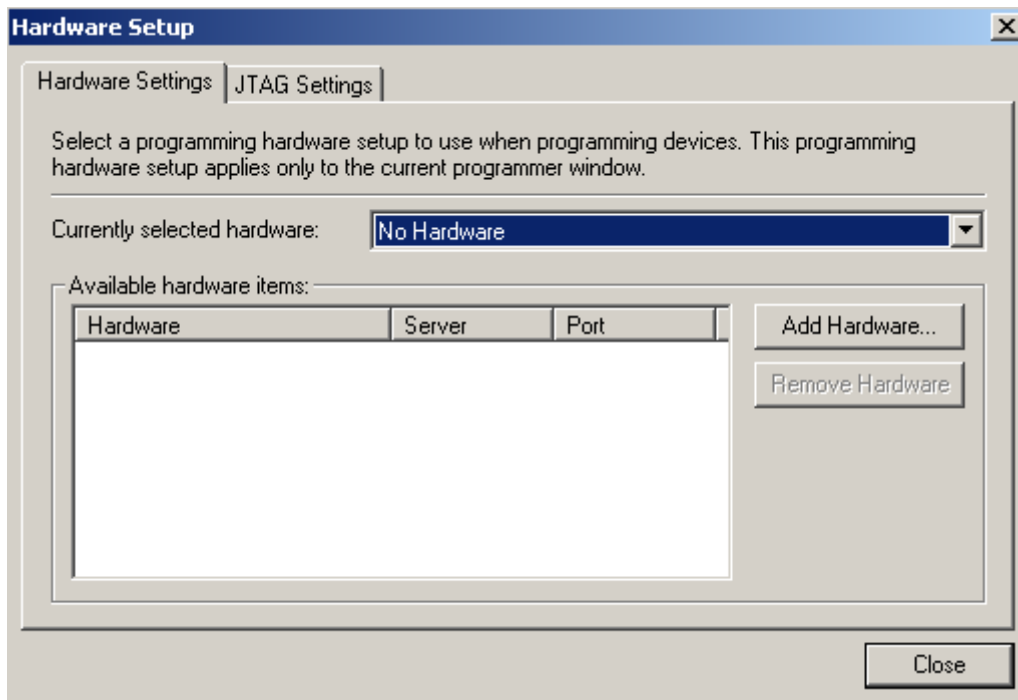 Hardware Setup
Hardware Settings
JTAG Settings
Select a programming hardware setup to use when programming devices. This programming
hardware setup applies only to the current programmer window.
Currently selected hardware:
No Hardware
Available hardware items:
Hardware
Server
Port
Add Hardware...
Remove Hardware
Close